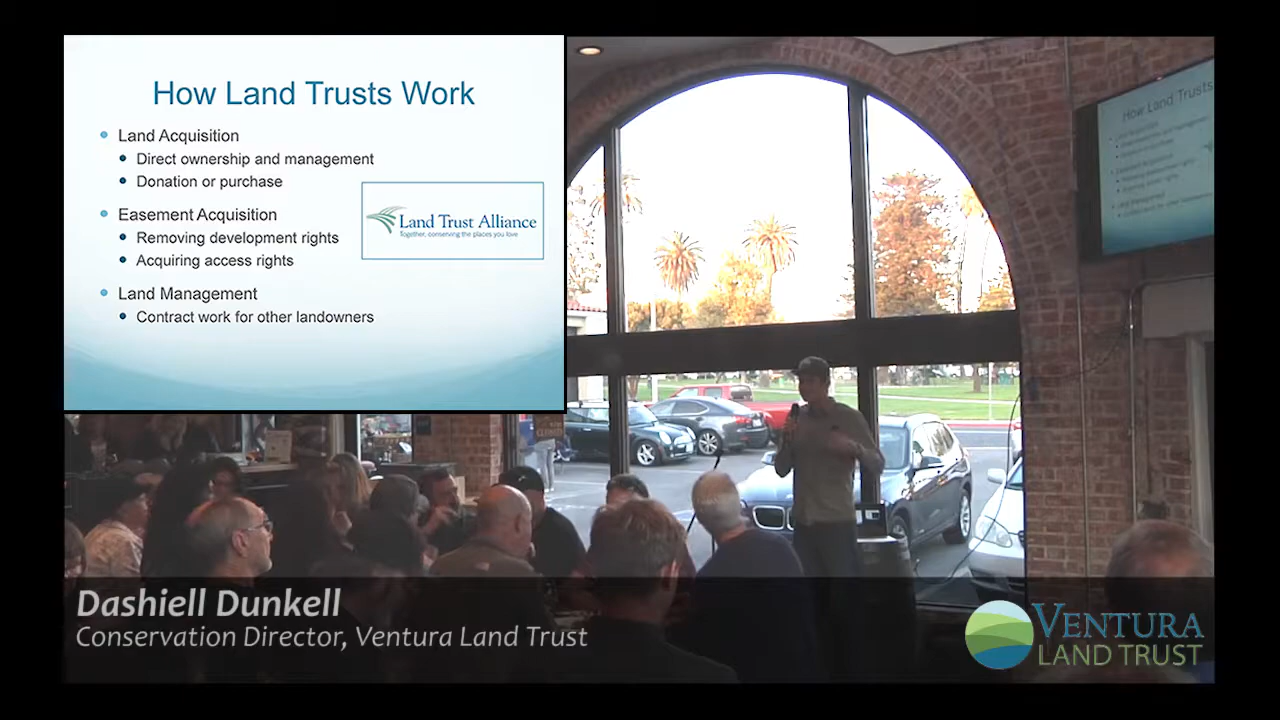 How Land Trusts Work
Land Acquisition
Direct ownership and management
Donation or purchase
Easement Acquisition
Removing development rights
Acquiring access rights
Land Management
Contract work for other landowners
Land Trust Alliance
Together, conserving the places you love
How Land Trusts
Dashiell Dunkell
Conservation Director, Ventura Land Trust
VENTURA
LAND TRUST